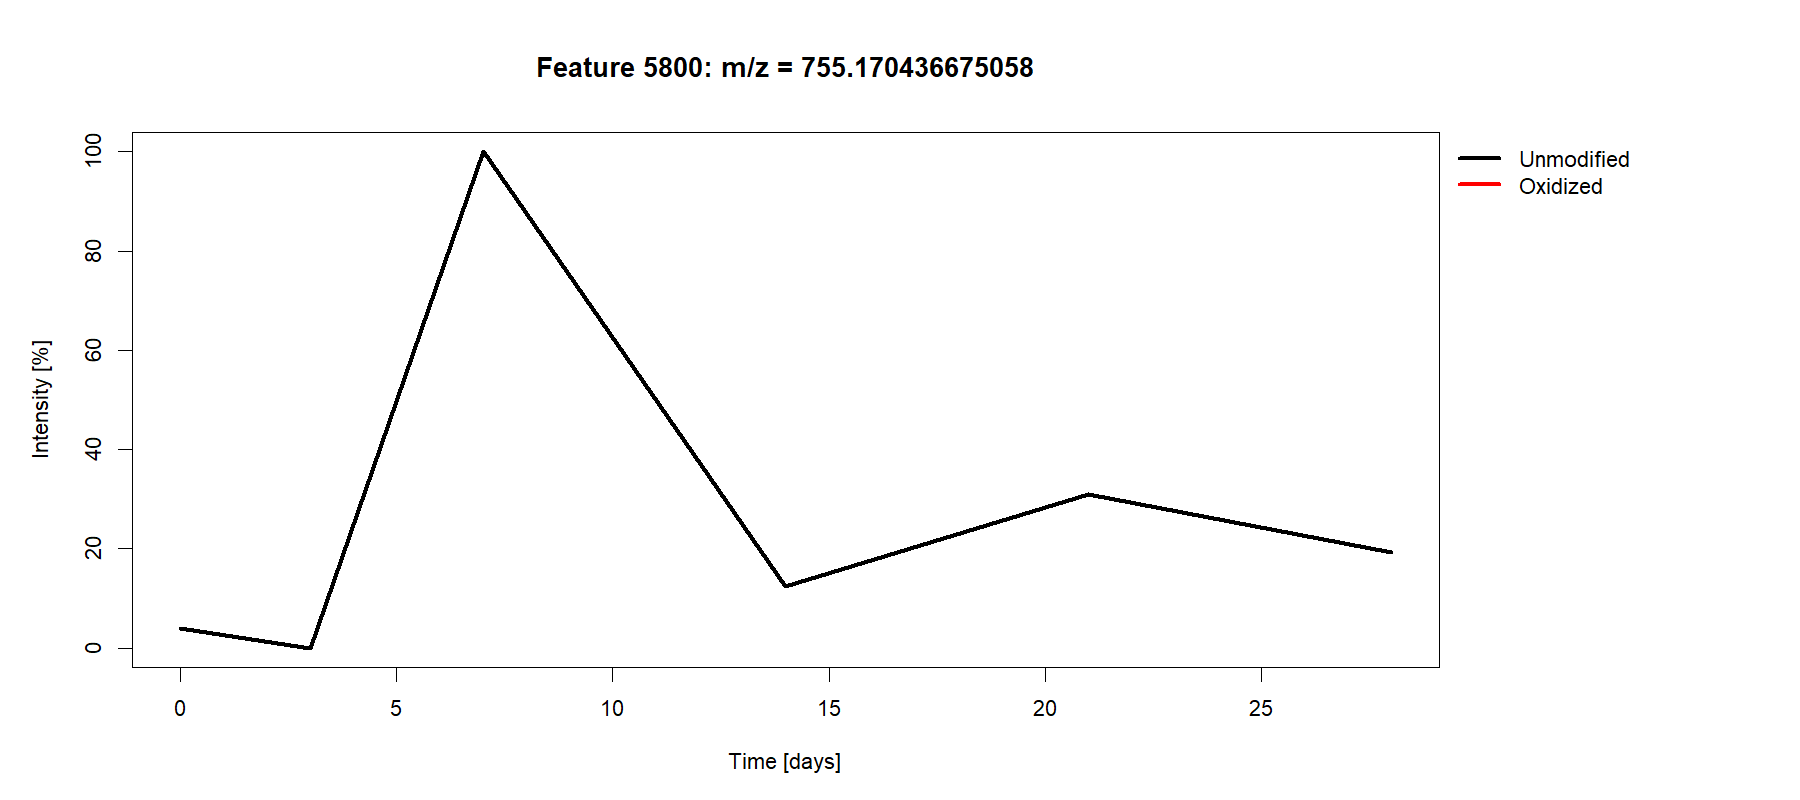 Feature 5800: m/z = 755.170436675058
Unmodified
Oxidized
Intensity [%]
100
80
60
40
20
0
0 5 10 15 20 25
Time [days]